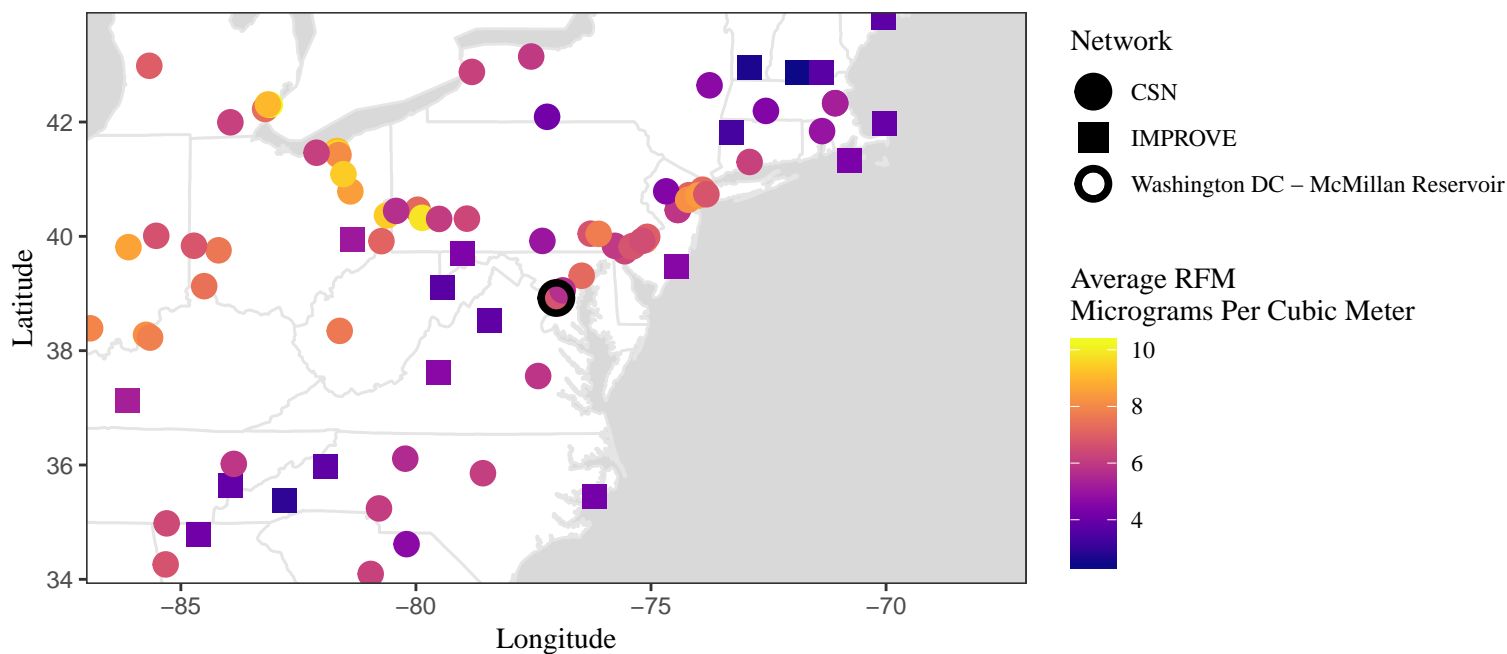 42
40
38
36
34
Latitude
−85
−80
−75
−70
Longitude
Network
CSN
IMPROVE
Washington DC − McMillan Reservoir
Average RFM
Micrograms Per Cubic Meter
10
8
6
4